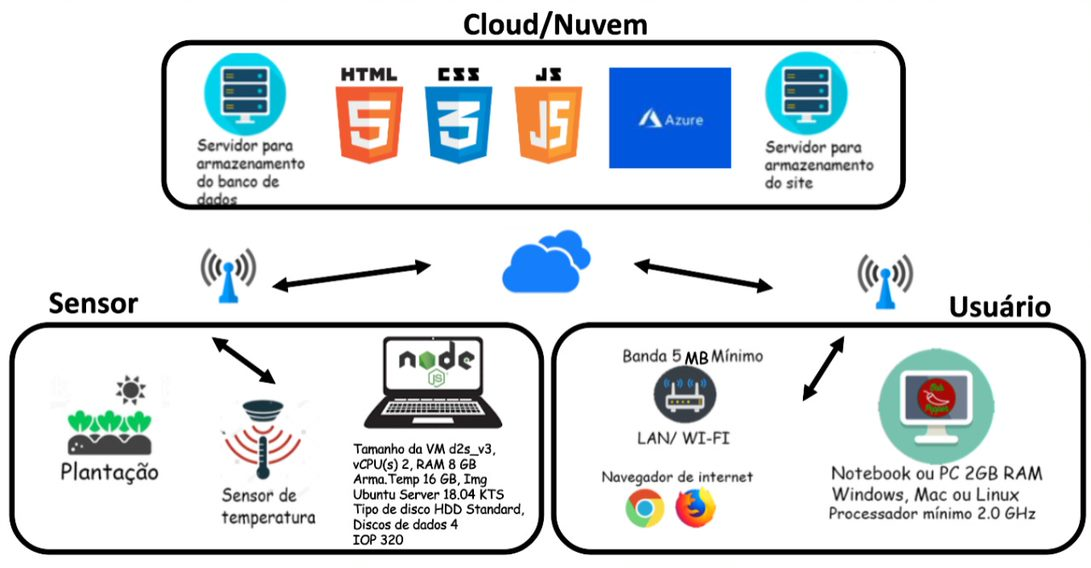 Cloud/Nuvem
HTML
CSS
JS
5
3
JS
Azure
Servidor para
armazenamento
do banco de
dados
Servidor para
armazenamento
do site
Sensor
Usuário
Plantação
Sensor de
temperatura
node
JS
Tamanho da VM d2s_v3,
vCPU(s) 2, RAM 8 GB
Arma.Temp 16 GB, Img
Ubuntu Server 18.04 KTS
Tipo de disco HDD Standard,
Discos de dados 4
IOP 320
Banda 5 MB Mínimo
LAN/ WI-FI
Navegador de internet
Notebook ou PC 2GB RAM
Windows, Mac ou Linux
Processador mínimo 2.0 GHz